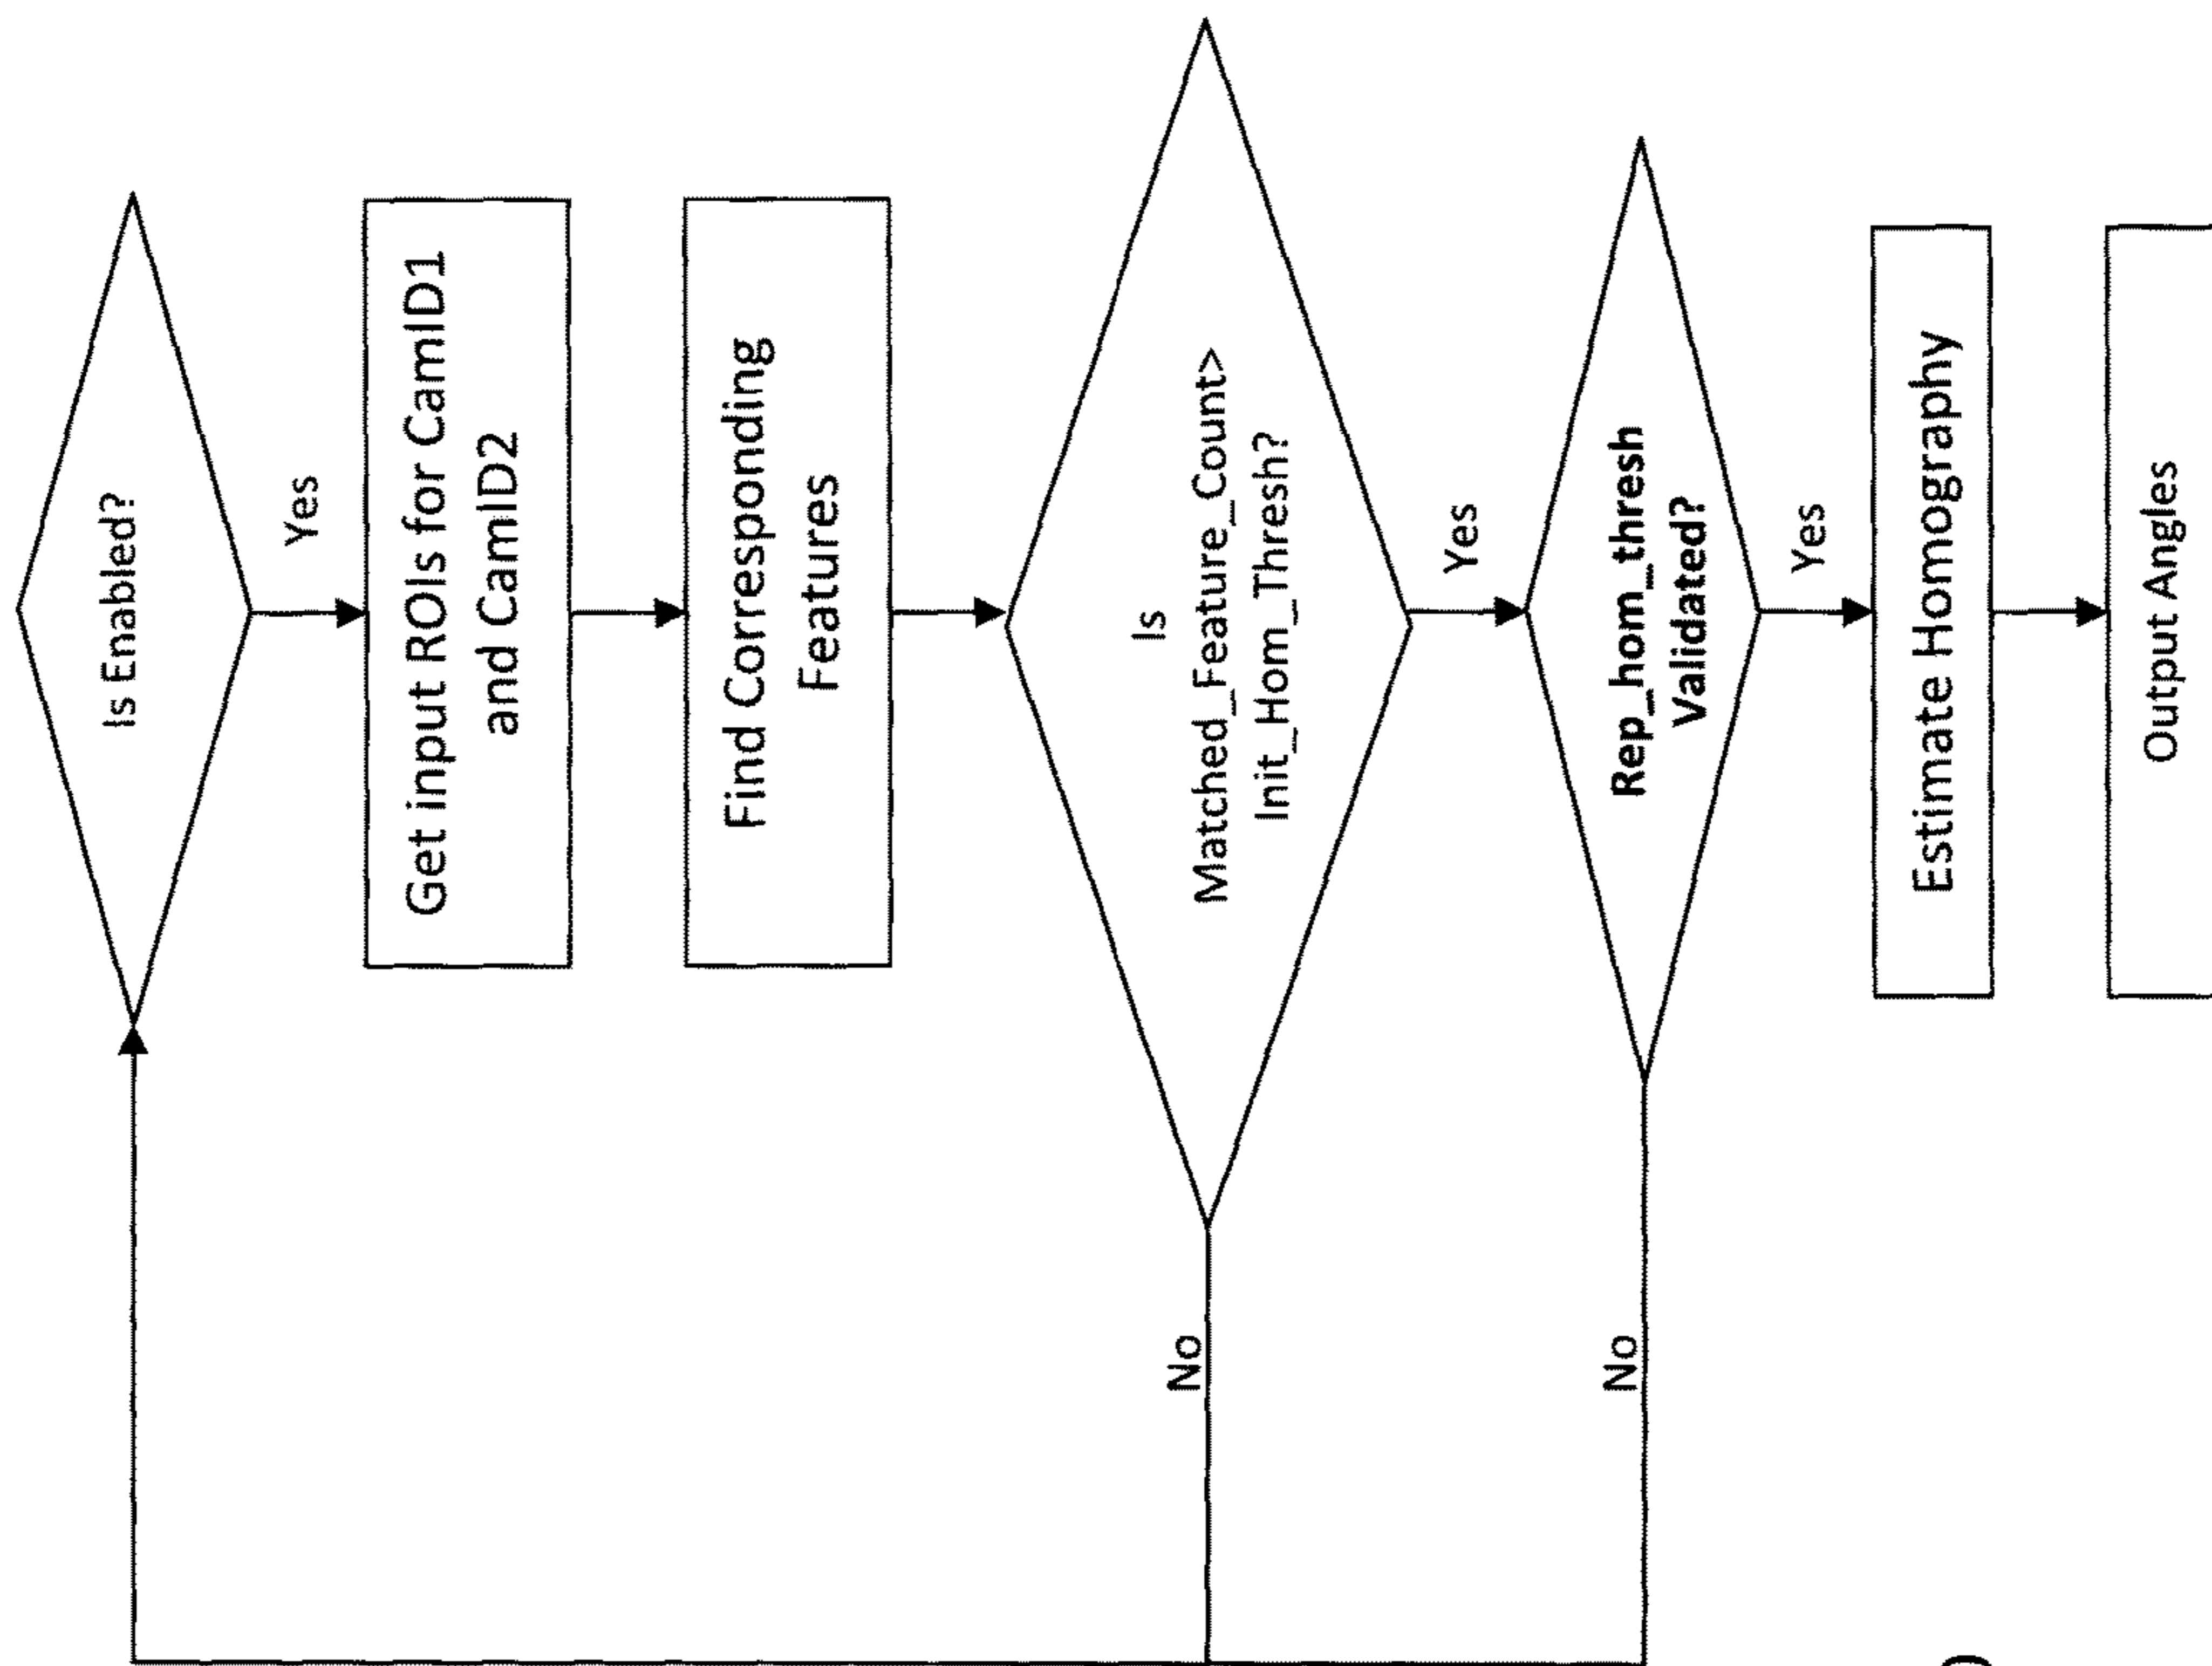 Is Enabled?
Yes
Get input ROIs for CamID1
and CamID2
Find Corresponding
Features
Is
Matched_Feature_Count>
Init_Hom_Thresh?
No
Yes
Rep_hom_thresh
Validated?
No
Yes
Estimate Homography
Output Angles